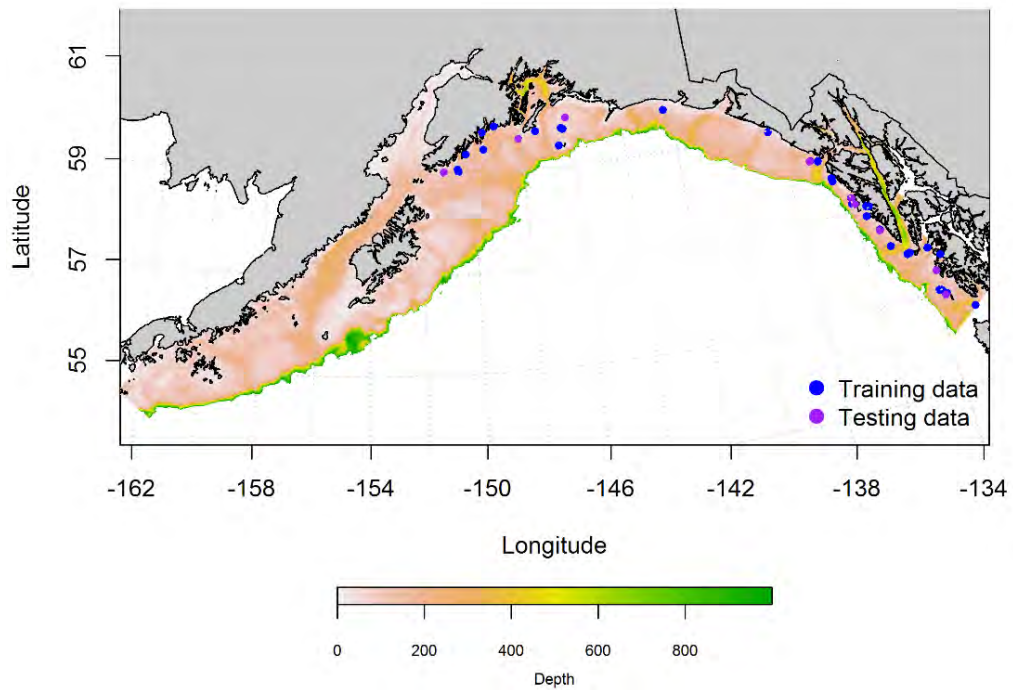 61
59
57
55
Latitude
Training data
Testing data
-162 -158 -154 -150 -146 -142 -138 -134
Longitude
0 200 400 600 800
Depth